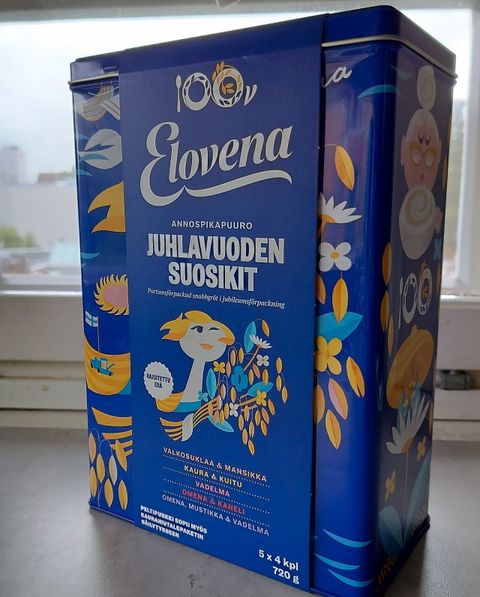 100v
Elovena
ANNOSPIKAPUURO
JUHLAVUODEN
SUOSIKIT
Portionsförpackad snabbgröt i jubileumsförpackning
RAJOITETTU
ERÄ
VALKOSUKLAA & MANSIKKA
KAURA & KUITU
VADELMA
OMENA & KANELI
OMENA, MUSTIKKA & VADELMA
PELTIPURKKI SOPII MYÖS
KAURAHIUTALEPAKETIN
SÄILYTYKSEEN
5 x 4 kpl
720 g
100